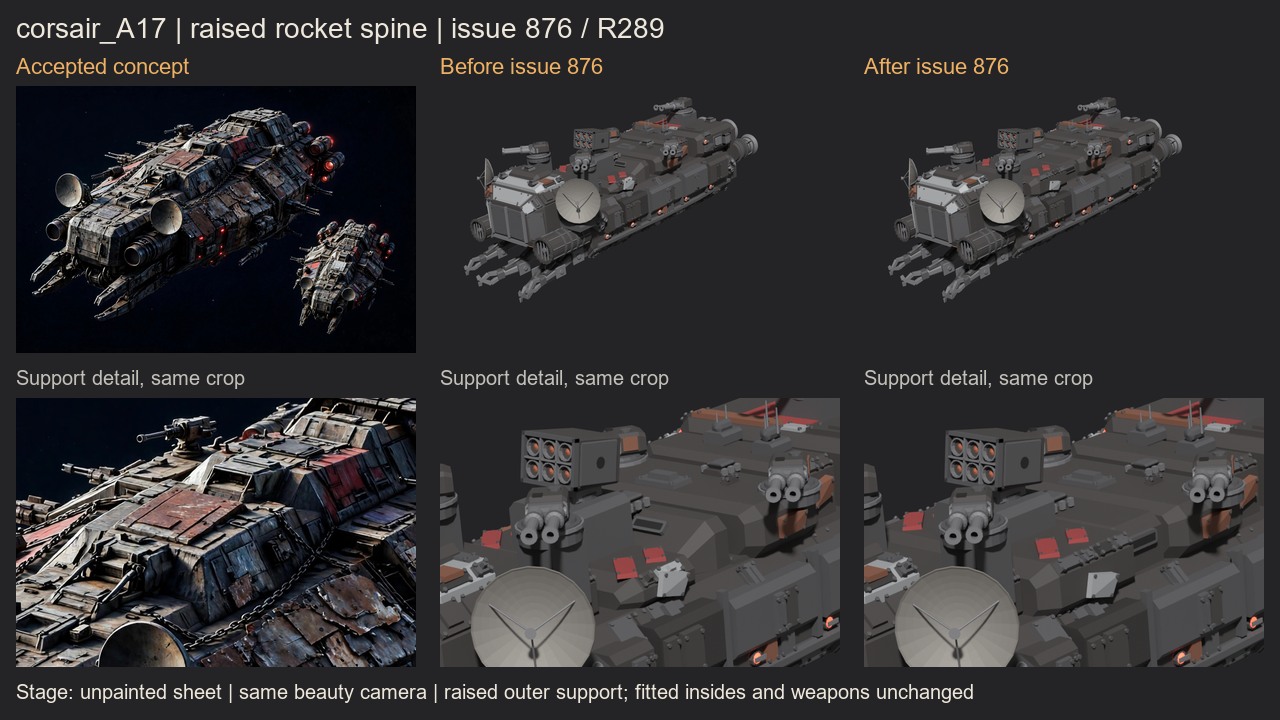 corsair_A17 | raised rocket spine | issue 876 / R289
Accepted concept
Before issue 876
After issue 876
Support detail, same crop
Support detail, same crop
Support detail, same crop
Stage: unpainted sheet | same beauty camera | raised outer support; fitted insides and weapons unchanged